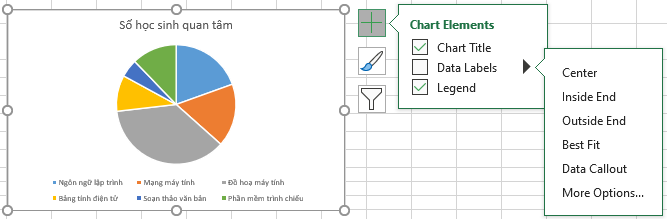 Số học sinh quan tâm
Ngôn ngữ lập trình
Mạng máy tính
Đồ hoạ máy tính
Bảng tính điện tử
Soạn thảo văn bản
Phần mềm trình chiếu
Chart Elements
Chart Title
Data Labels
Legend
Center
Inside End
Outside End
Best Fit
Data Callout
More Options...